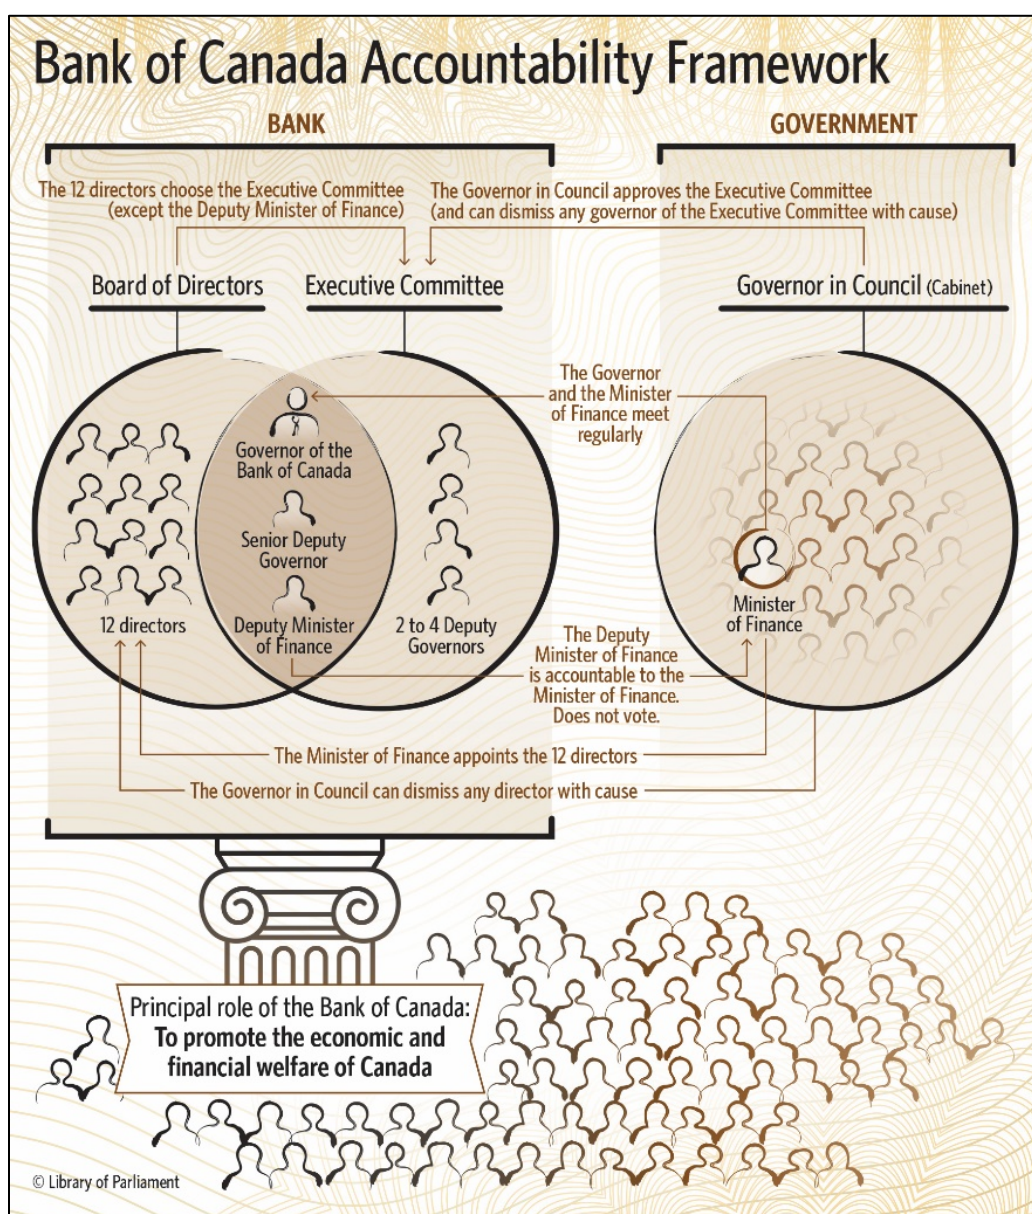 Bank of Canada Accountability Framework
BANK
GOVERNMENT
The 12 directors choose the Executive Committee
(except the Deputy Minister of Finance)
The Governor in Council approves the Executive Committee
(and can dismiss any governor of the Executive Committee with cause)
Board of Directors
Executive Committee
Governor in Council (Cabinet)
The Governor
and the Minister
of Finance meet
regularly
Governor of the
Bank of Canada
Senior Deputy
Governor
12 directors
Deputy Minister
of Finance
2 to 4 Deputy
Governors
Minister
of Finance
The Deputy
Minister of Finance
is accountable to the
Minister of Finance.
Does not vote.
The Minister of Finance appoints the 12 directors
The Governor in Council can dismiss any director with cause
Principal role of the Bank of Canada:
To promote the economic and
financial welfare of Canada
© Library of Parliament